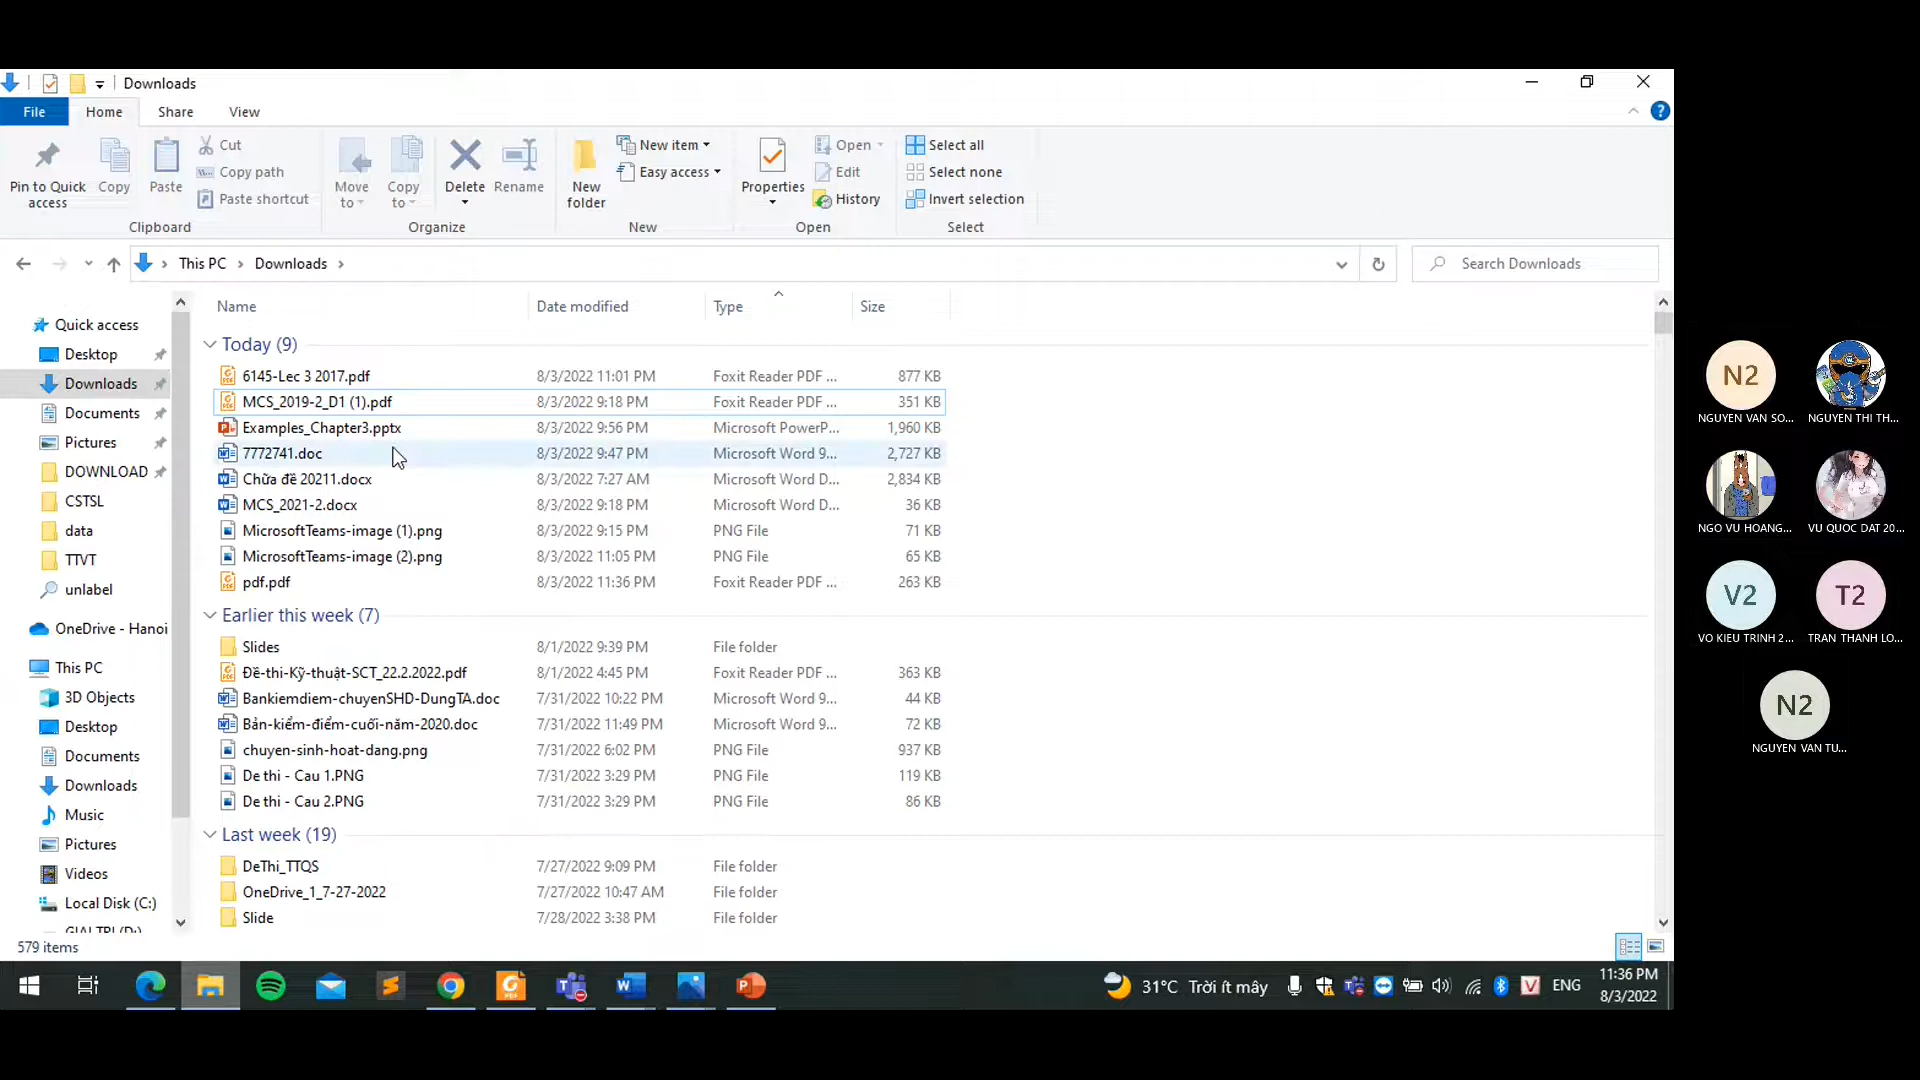 Downloads
File Home Share View
Pin to Quick access
Copy
Paste
Cut
Copy path
Paste shortcut
Clipboard
Move to
Copy to
Delete
Rename
Organize
New folder
New item
Easy access
New
Properties
Open
Edit
History
Open
Select all
Select none
Invert selection
Select
This PC Downloads
Search Downloads
Quick access
Desktop
Downloads
Documents
Pictures
DOWNLOAD
CSTSL
data
TTVT
unlabel
OneDrive - Hanoi
This PC
3D Objects
Desktop
Documents
Downloads
Music
Pictures
Videos
Local Disk (C:)
GIAI TRI (D:)
Name Date modified Type Size
Today (9)
6145-Lec 3 2017.pdf 8/3/2022 11:01 PM Foxit Reader PDF ... 877 KB
MCS_2019-2_D1 (1).pdf 8/3/2022 9:18 PM Foxit Reader PDF ... 351 KB
Examples_Chapter3.pptx 8/3/2022 9:56 PM Microsoft PowerP... 1,960 KB
7772741.doc 8/3/2022 9:47 PM Microsoft Word 9... 2,727 KB
Chữa đề 20211.docx 8/3/2022 7:27 AM Microsoft Word D... 2,834 KB
MCS_2021-2.docx 8/3/2022 9:18 PM Microsoft Word D... 36 KB
MicrosoftTeams-image (1).png 8/3/2022 9:15 PM PNG File 71 KB
MicrosoftTeams-image (2).png 8/3/2022 11:05 PM PNG File 65 KB
pdf.pdf 8/3/2022 11:36 PM Foxit Reader PDF ... 263 KB
Earlier this week (7)
Slides 8/1/2022 9:39 PM File folder
Đề-thi-Kỹ-thuật-SCT_22.2.2022.pdf 8/1/2022 4:45 PM Foxit Reader PDF ... 363 KB
Bankiemdiem-chuyenSHD-DungTA.doc 7/31/2022 10:22 PM Microsoft Word 9... 44 KB
Bản-kiểm-điểm-cuối-năm-2020.doc 7/31/2022 11:49 PM Microsoft Word 9... 72 KB
chuyen-sinh-hoat-dang.png 7/31/2022 6:02 PM PNG File 937 KB
De thi - Cau 1.PNG 7/31/2022 3:29 PM PNG File 119 KB
De thi - Cau 2.PNG 7/31/2022 3:29 PM PNG File 86 KB
Last week (19)
DeThi_TTQS 7/27/2022 9:09 PM File folder
OneDrive_1_7-27-2022 7/27/2022 10:47 AM File folder
Slide 7/28/2022 3:38 PM File folder
579 items
31°C Trời ít mây
ENG
11:36 PM
8/3/2022
N2
NGUYEN VAN SO...
NGUYEN THI TH...
NGO VU HOANG...
VU QUOC DAT 20...
V2
VO KIEU TRINH 2...
T2
TRAN THANH LO...
N2
NGUYEN VAN TU...